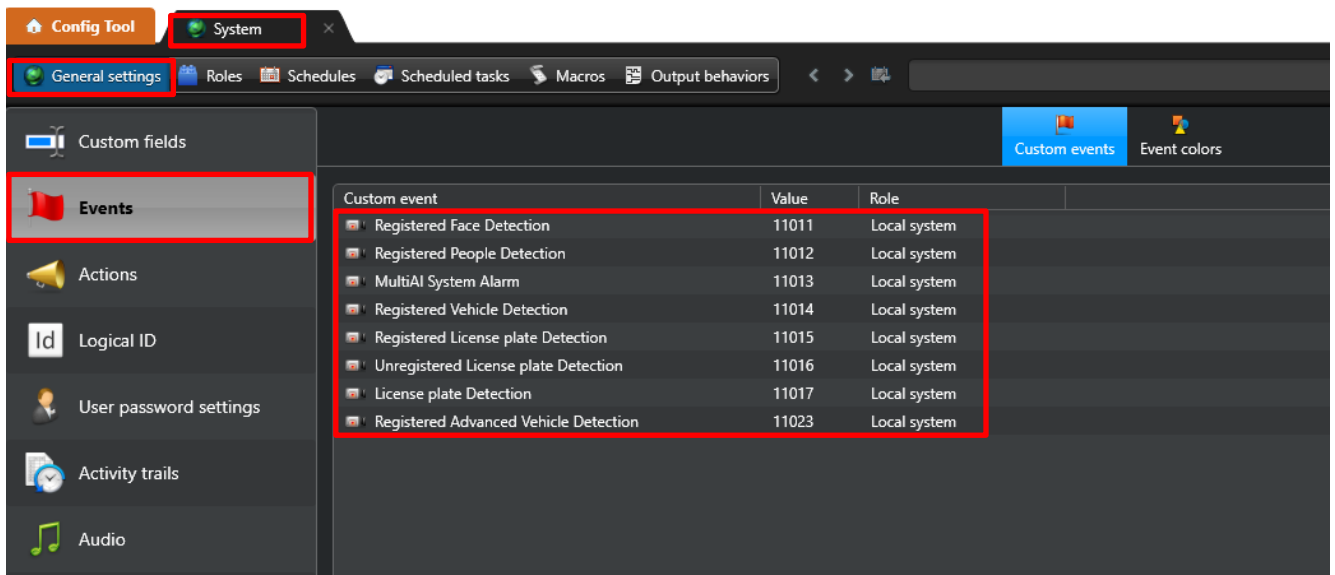 Config Tool
System
General settings Roles Schedules Scheduled tasks Macros Output behaviors
Custom events Event colors
Custom fields
Events
Actions
Id Logical ID
User password settings
Activity trails
Audio
Custom event Value Role
Registered Face Detection 11011 Local system
Registered People Detection 11012 Local system
MultiAI System Alarm 11013 Local system
Registered Vehicle Detection 11014 Local system
Registered License plate Detection 11015 Local system
Unregistered License plate Detection 11016 Local system
License plate Detection 11017 Local system
Registered Advanced Vehicle Detection 11023 Local system